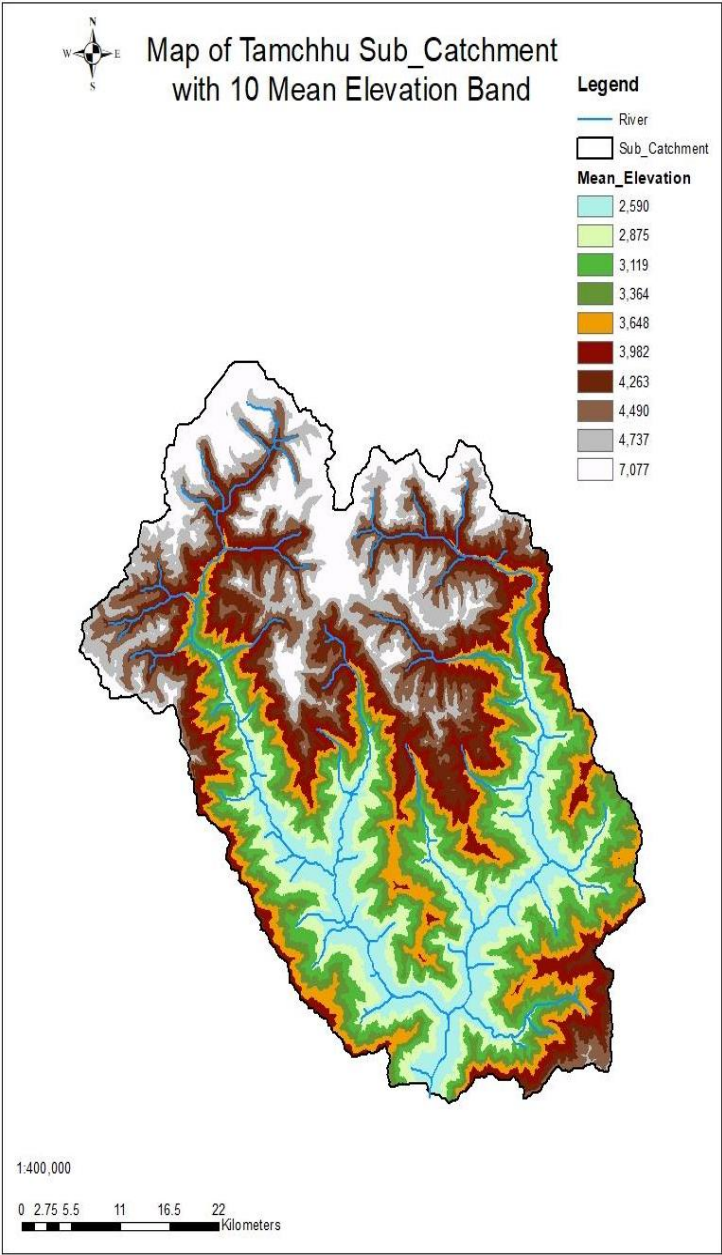 N
W E
S
Map of Tamchhu Sub_Catchment
with 10 Mean Elevation Band
Legend
River
Sub_Catchment
Mean_Elevation
2,590
2,875
3,119
3,364
3,648
3,982
4,263
4,490
4,737
7,077
1:400,000
0 2.75 5.5 11 16.5 22
Kilometers